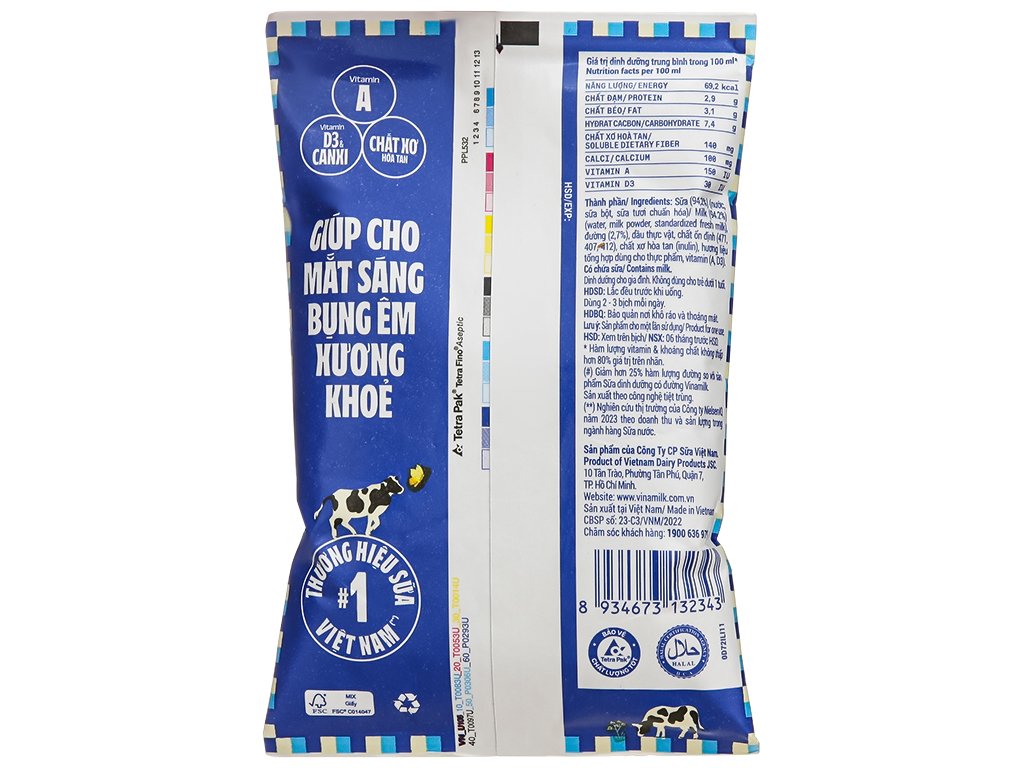 Vitamin
A
Vitamin
D3 &
CANXI
CHẤT XƠ
HÒA TAN
GIÚP CHO
MẮT SÁNG
BỤNG ÊM
XƯƠNG
KHOẺ
THƯƠNG HIỆU SỮA
#1
VIỆT NAM
FSC
MIX
Giấy
FSC® C014047
PPL532
1 2 3 4 6 7 8 9 10 11 12 13
Tetra Pak® Tetra Fino® Aseptic
10_T0083U_20_T0053U_30_T0014U
40_T0097U_50_P0306U_60_P0293U
HSD/EXP:
Giá trị dinh dưỡng trung bình trong 100 ml*
Nutrition facts per 100 ml
NĂNG LƯỢNG/ENERGY 69,2 kcal
CHẤT ĐẠM/PROTEIN 2,9 g
CHẤT BÉO/FAT 3,1 g
HYDRAT CACBON/CARBOHYDRATE 7,4 g
CHẤT XƠ HOÀ TAN/
SOLUBLE DIETARY FIBER 140 mg
CALCI/CALCIUM 100 mg
VITAMIN A 150 IU
VITAMIN D3 30 IU
Thành phần/ Ingredients: Sữa (94,2%) (nước,
sữa bột, sữa tươi chuẩn hóa)/ Milk (94,2%)
(water, milk powder, standardized fresh milk),
đường (2,7%), dầu thực vật, chất ổn định (471,
407, 412), chất xơ hòa tan (inulin), hương liệu
tổng hợp dùng cho thực phẩm, vitamin (A, D3).
Có chứa sữa/ Contains milk.
Dinh dưỡng cho gia đình. Không dùng cho trẻ dưới 1 tuổi.
HDSD: Lắc đều trước khi uống.
Dùng 2 - 3 bịch mỗi ngày.
HDBQ: Bảo quản nơi khô ráo và thoáng mát.
Lưu ý: Sản phẩm cho một lần sử dụng/ Product for one use.
HSD: Xem trên bịch/ NSX: 06 tháng trước HSD.
* Hàm lượng vitamin & khoáng chất không thấp
hơn 80% giá trị trên nhãn.
(#) Giảm hơn 25% hàm lượng đường so với sản
phẩm Sữa dinh dưỡng có đường Vinamilk.
Sản xuất theo công nghệ tiệt trùng.
(**) Nghiên cứu thị trường của Công ty NielsenIQ,
năm 2023 theo doanh thu và sản lượng trong
ngành hàng Sữa nước.
Sản phẩm của Công Ty CP Sữa Việt Nam.
Product of Vietnam Dairy Products JSC.
10 Tân Trào, Phường Tân Phú, Quận 7,
TP. Hồ Chí Minh.
Website: www.vinamilk.com.vn
Sản xuất tại Việt Nam/ Made in Vietnam
CBSP số: 23-C3/VNM/2022
Chăm sóc khách hàng: 1900 636 979
8 934673 132343
BẢO VỆ
Tetra Pak®
CHẤT LƯỢNG TỐT
حلال
HALAL
0D72ILI11